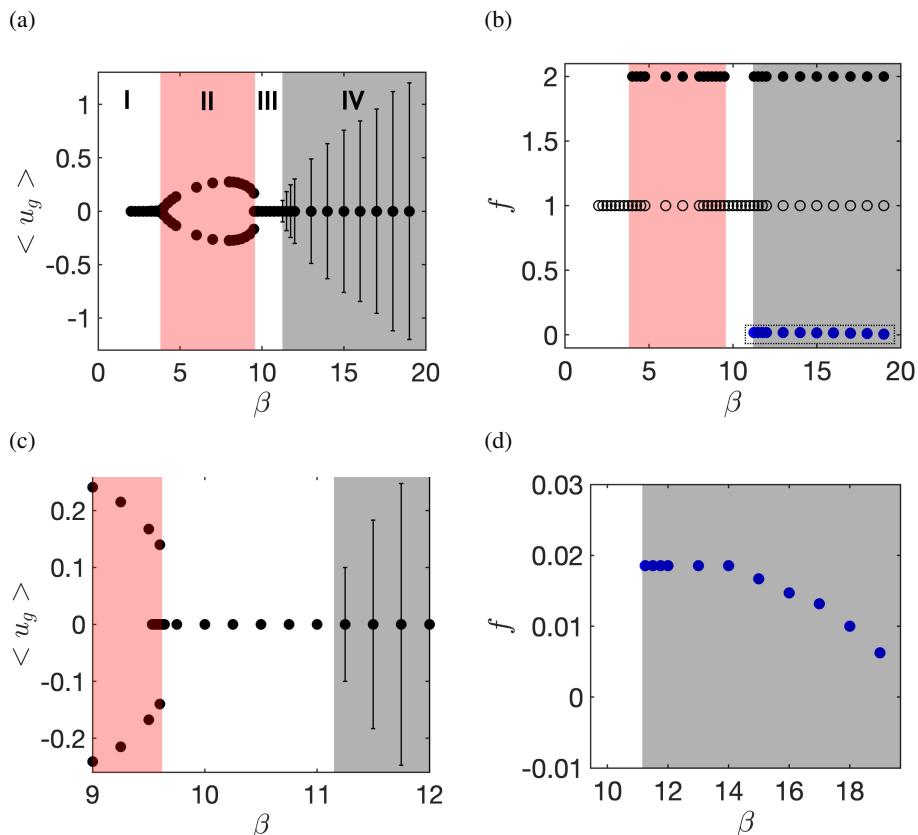 (a)
(b)
I II III IV
1
0.5
0
-0.5
-1
0 5 10 15 20
β
< u_g >
2
1.5
1
0.5
0
0 5 10 15 20
β
f
(c)
(d)
0.2
0.1
0
-0.1
-0.2
9 10 11 12
β
< u_g >
0.03
0.02
0.01
0
-0.01
10 12 14 16 18
β
f